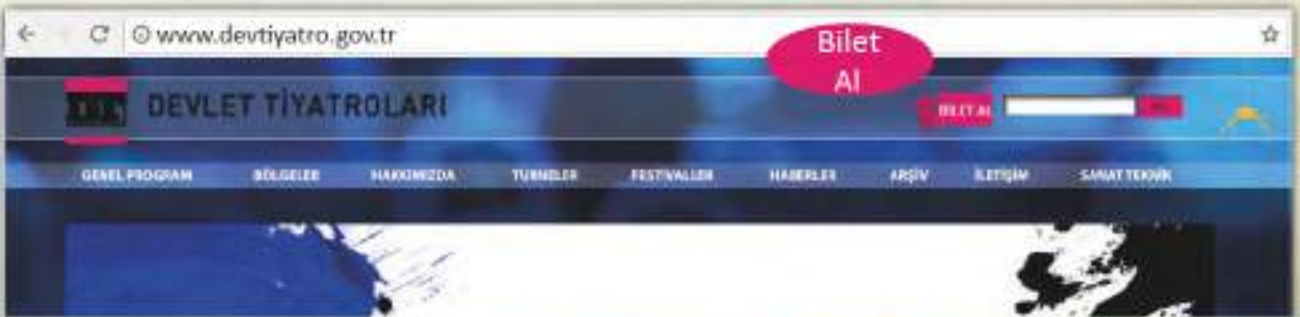 www.devtiyatro.gov.tr
Bilet
Al
DEVLET TİYATROLARI
BİLET AL
GENEL PROGRAM BÖLGELER HAKKIMIZDA TURNELER FESTİVALLER HABERLER ARŞİV İLETİŞİM SANAT TEKNİK